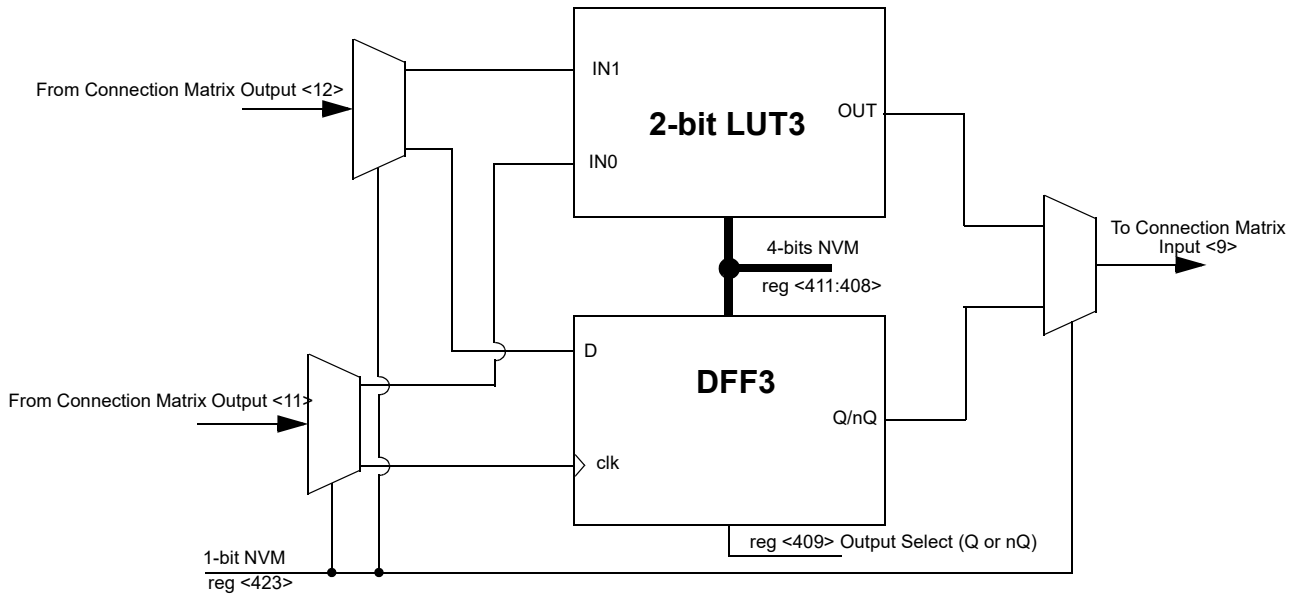 From Connection Matrix Output <12>
IN1
2-bit LUT3
OUT
IN0
To Connection Matrix
Input <9>
4-bits NVM
reg <411:408>
D
DFF3
From Connection Matrix Output <11>
Q/nQ
clk
reg <409> Output Select (Q or nQ)
1-bit NVM
reg <423>